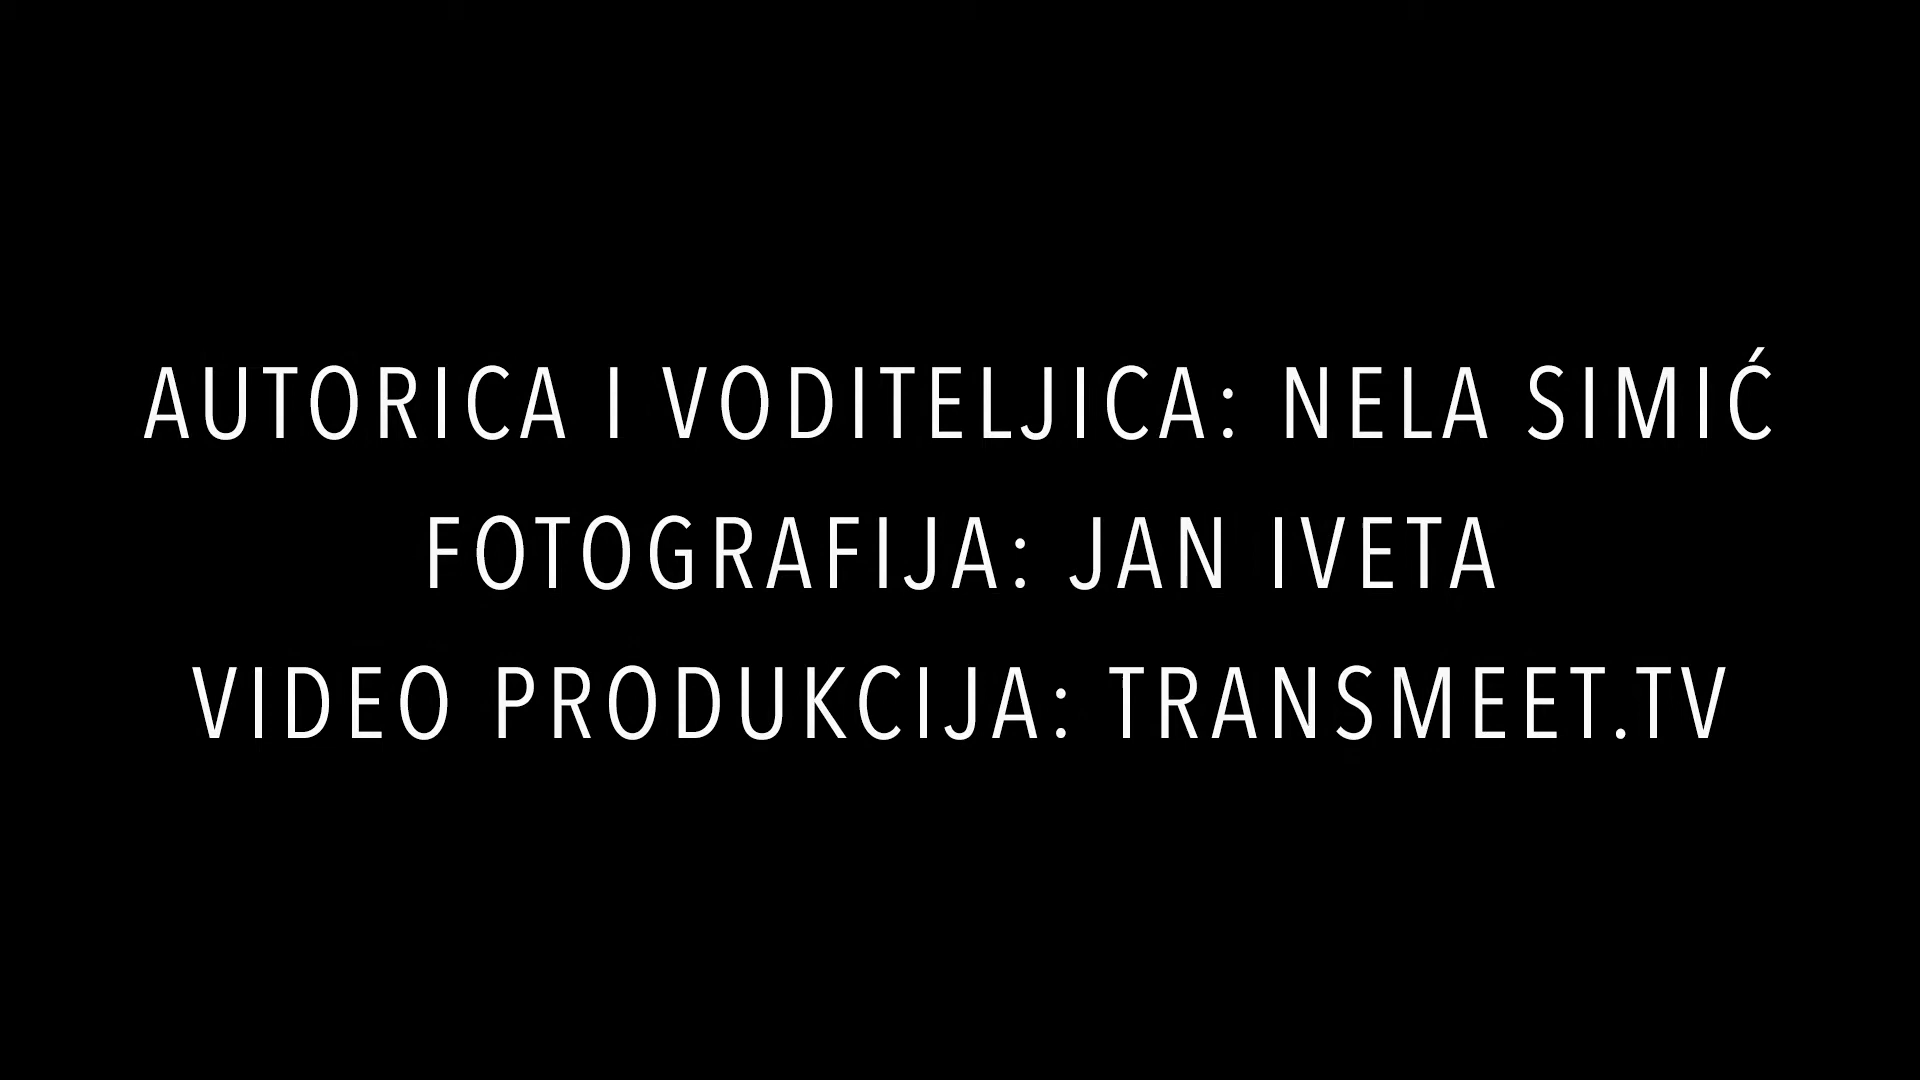 AUTORICA I VODITELJICA: NELA SIMIĆ
FOTOGRAFIJA: JAN IVETA
VIDEO PRODUKCIJA: TRANSMEET.TV